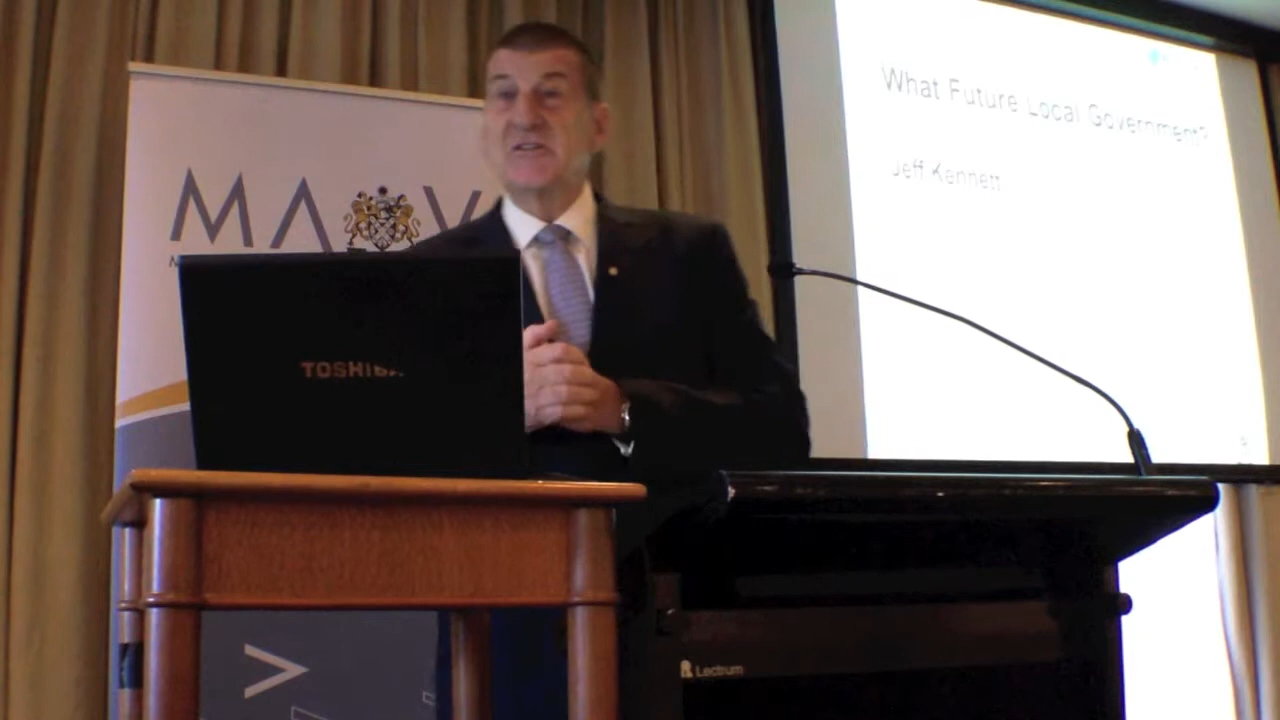 What Future Local Government?
Jeff Kennett
MA V
TOSHIBA
Lectrum